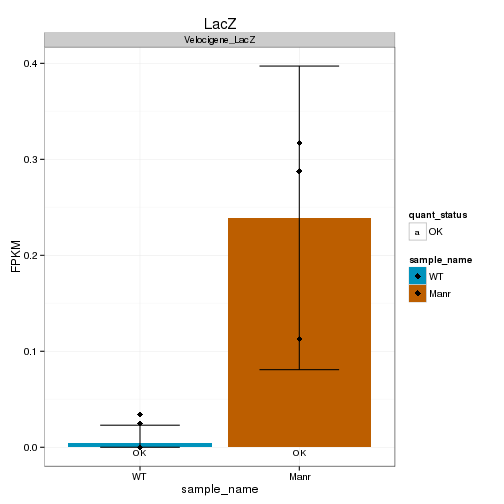 LacZ
Velocigene_LacZ
0.4
0.3
0.2
0.1
0.0
FPKM
OK
OK
WT
Manr
sample_name
quant_status
a OK
sample_name
WT
Manr